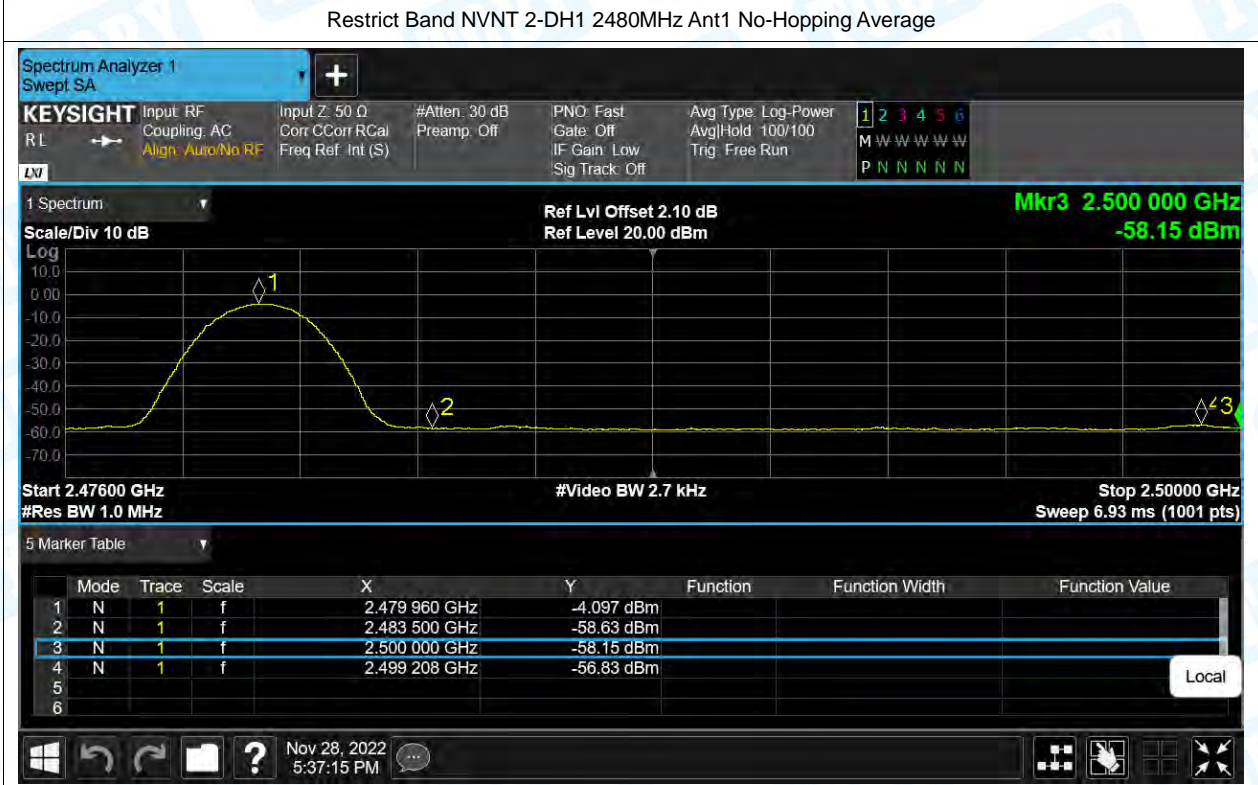 Restrict Band NVNT 2-DH1 2480MHz Ant1 No-Hopping Average
Spectrum Analyzer 1
Swept SA
+
KEYSIGHT Input: RF Input Z: 50 Ω #Atten: 30 dB PNO: Fast Avg Type: Log-Power 1 2 3 4 5 6
R L Coupling: AC Corr CCorr RCal Preamp: Off Gate: Off Avg|Hold: 100/100 M W W W W W
Align: Auto/No RF Freq Ref: Int (S) IF Gain: Low Trig: Free Run
LXI Sig Track: Off P N N N N N
1 Spectrum Ref Lvl Offset 2.10 dB Mkr3 2.500 000 GHz
Scale/Div 10 dB Ref Level 20.00 dBm -58.15 dBm
Log
10.0
0.00
-10.0
-20.0
-30.0
-40.0
-50.0
-60.0
-70.0
1
2
4 3
Start 2.47600 GHz #Video BW 2.7 kHz Stop 2.50000 GHz
#Res BW 1.0 MHz Sweep 6.93 ms (1001 pts)
5 Marker Table
Mode Trace Scale X Y Function Function Width Function Value
1 N 1 f 2.479 960 GHz -4.097 dBm
2 N 1 f 2.483 500 GHz -58.63 dBm
3 N 1 f 2.500 000 GHz -58.15 dBm
4 N 1 f 2.499 208 GHz -56.83 dBm
5
6
Local
? Nov 28, 2022
5:37:15 PM